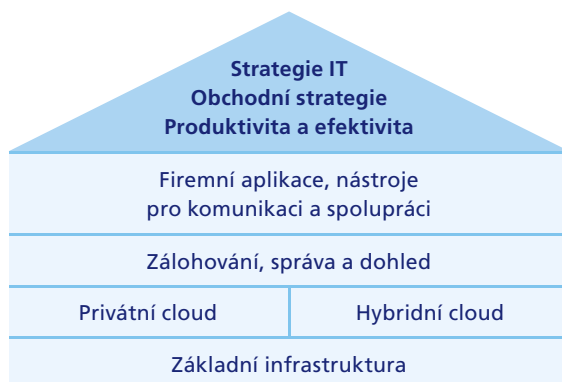 Strategie IT
Obchodní strategie
Produktivita a efektivita
Firemní aplikace, nástroje
pro komunikaci a spolupráci
Zálohování, správa a dohled
Privátní cloud
Hybridní cloud
Základní infrastruktura